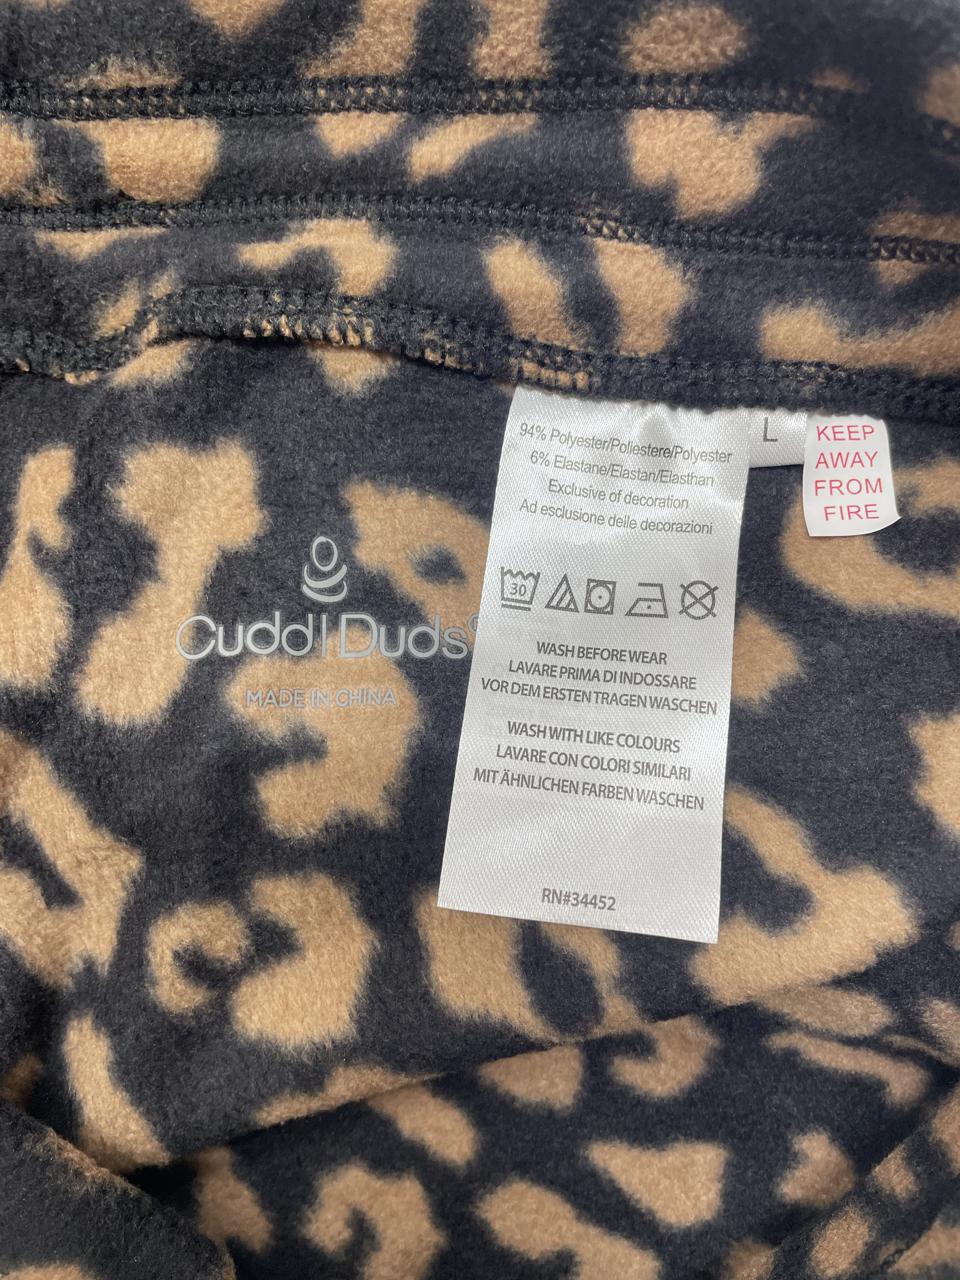 94% Polyester/Poliestere/Polyester
6% Elastane/Elastan/Elasthan
Exclusive of decoration
Ad esclusione delle decorazioni
30
WASH BEFORE WEAR
LAVARE PRIMA DI INDOSSARE
VOR DEM ERSTEN TRAGEN WASCHEN
WASH WITH LIKE COLOURS
LAVARE CON COLORI SIMILARI
MIT ÄHNLICHEN FARBEN WASCHEN
RN#34452
L
KEEP
AWAY
FROM
FIRE
Cuddl Duds
MADE IN CHINA